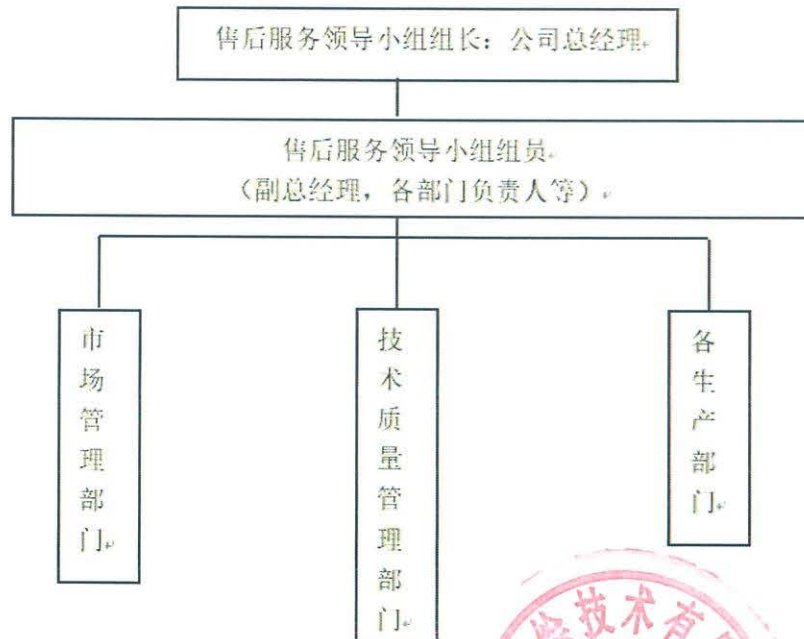 售后服务领导小组组长：公司总经理
售后服务领导小组组员
（副总经理，各部门负责人等）
市场管理部门
技术质量管理部门
各生产部门
技术有